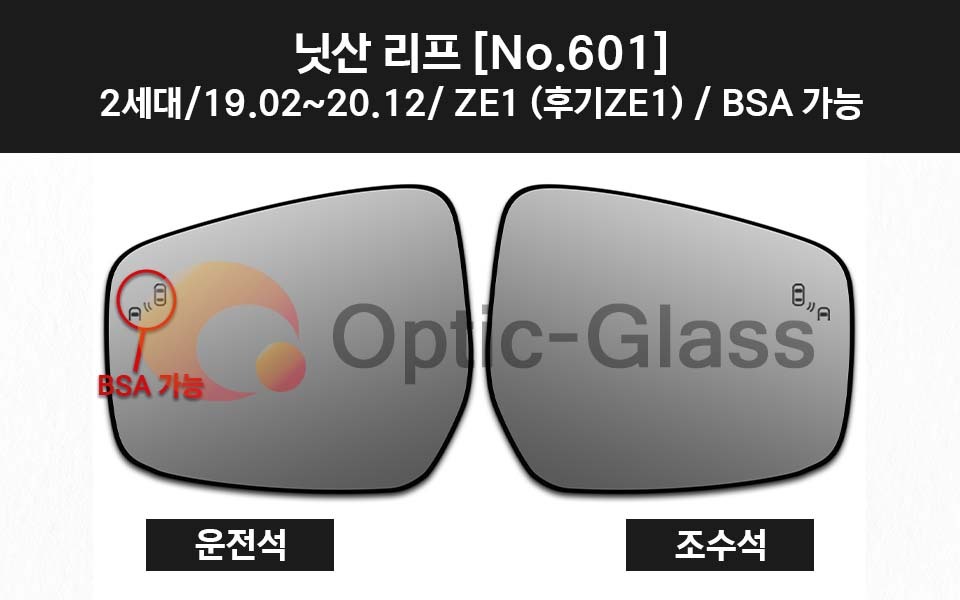 닛산 리프 [No.601]
2세대/19.02~20.12/ ZE1 (후기ZE1) / BSA 가능
Optic-Glass
BSA 가능
운전석
조수석